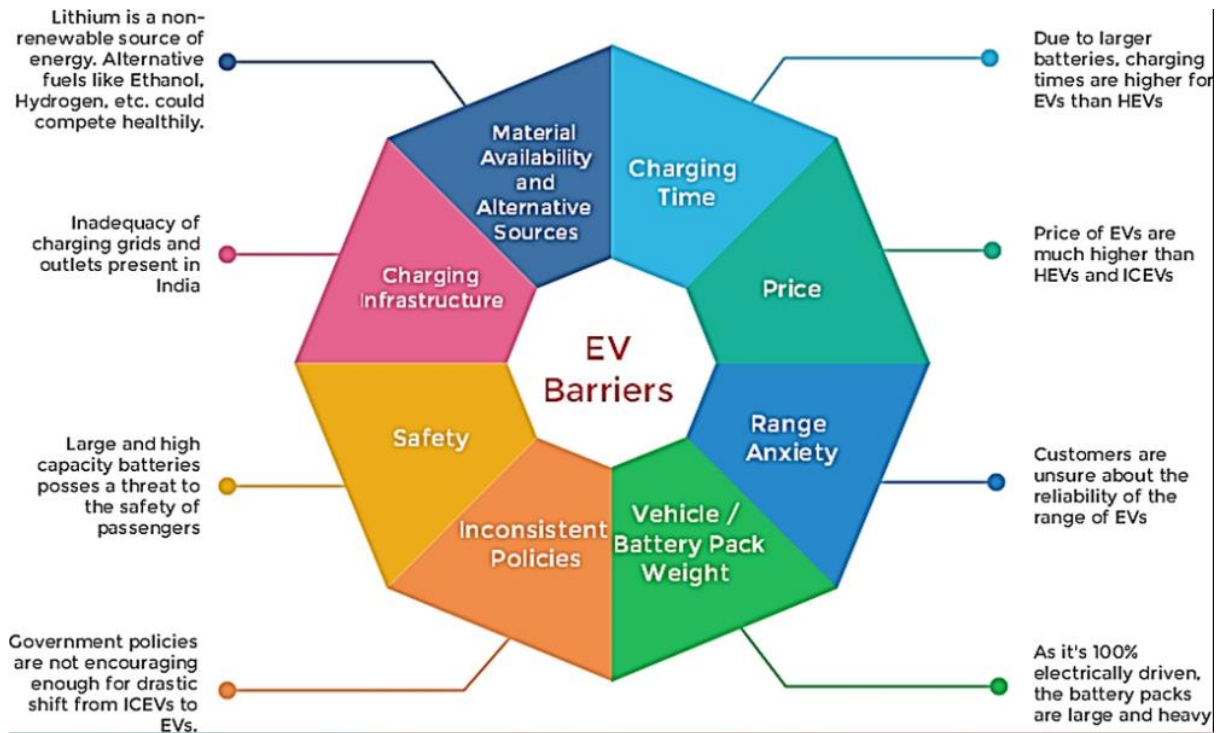 Lithium is a non-
renewable source of
energy. Alternative
fuels like Ethanol,
Hydrogen, etc. could
compete healthily.
Material
Availability
and
Alternative
Sources
Charging
Time
Due to larger
batteries, charging
times are higher for
EVs than HEVs
Inadequacy of
charging grids and
outlets present in
India
Charging
Infrastructure
Price
Price of EVs are
much higher than
HEVs and ICEVs
EV
Barriers
Large and high
capacity batteries
posses a threat to
the safety of
passengers
Safety
Range
Anxiety
Customers are
unsure about the
reliability of the
range of EVs
Inconsistent
Policies
Vehicle /
Battery Pack
Weight
Government policies
are not encouraging
enough for drastic
shift from ICEVs to
EVs.
As it's 100%
electrically driven,
the battery packs
are large and heavy